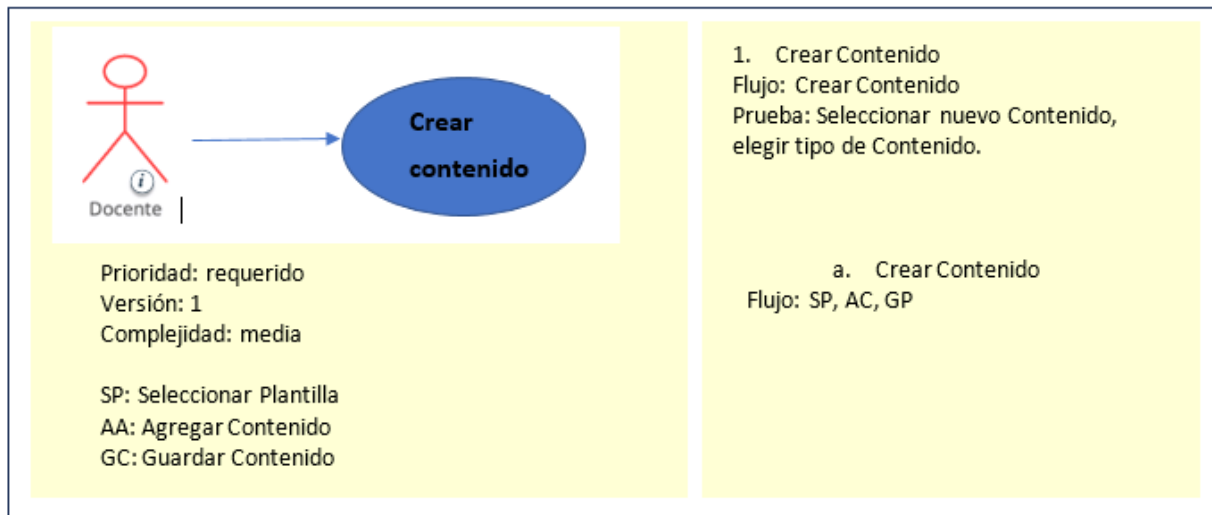 Crear
contenido
Docente
Prioridad: requerido
Versión: 1
Complejidad: media
SP: Seleccionar Plantilla
AA: Agregar Contenido
GC: Guardar Contenido
1. Crear Contenido
Flujo: Crear Contenido
Prueba: Seleccionar nuevo Contenido,
elegir tipo de Contenido.
a. Crear Contenido
Flujo: SP, AC, GP